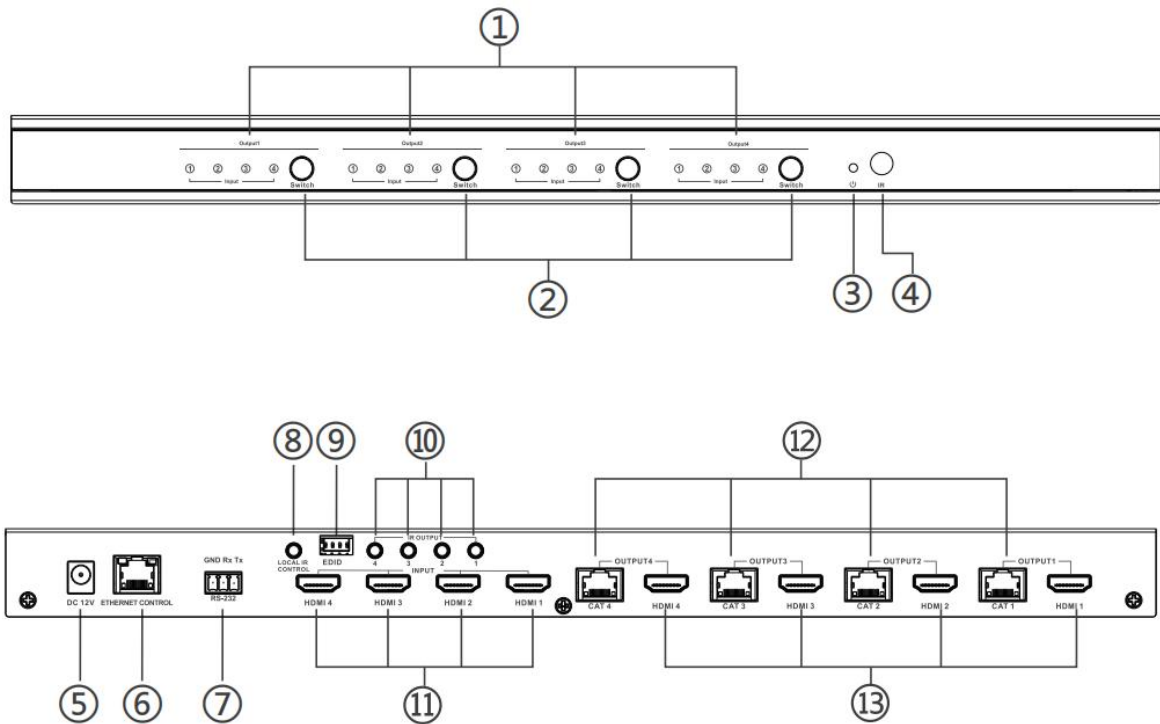 ①
Output1 Output2 Output3 Output4
① ② ③ ④ ① ② ③ ④ ① ② ③ ④ ① ② ③ ④
Input Switch Input Switch Input Switch Input Switch IR
② ③ ④
⑧ ⑨ ⑩ ⑫
GND Rx Tx LOCAL IR CONTROL EDID IR OUTPUT
4 3 2 1
INPUT OUTPUT4 OUTPUT3 OUTPUT2 OUTPUT1
DC 12V ETHERNET CONTROL RS-232 HDMI 4 HDMI 3 HDMI 2 HDMI 1 CAT 4 HDMI 4 CAT 3 HDMI 3 CAT 2 HDMI 2 CAT 1 HDMI 1
⑤ ⑥ ⑦ ⑪ ⑬